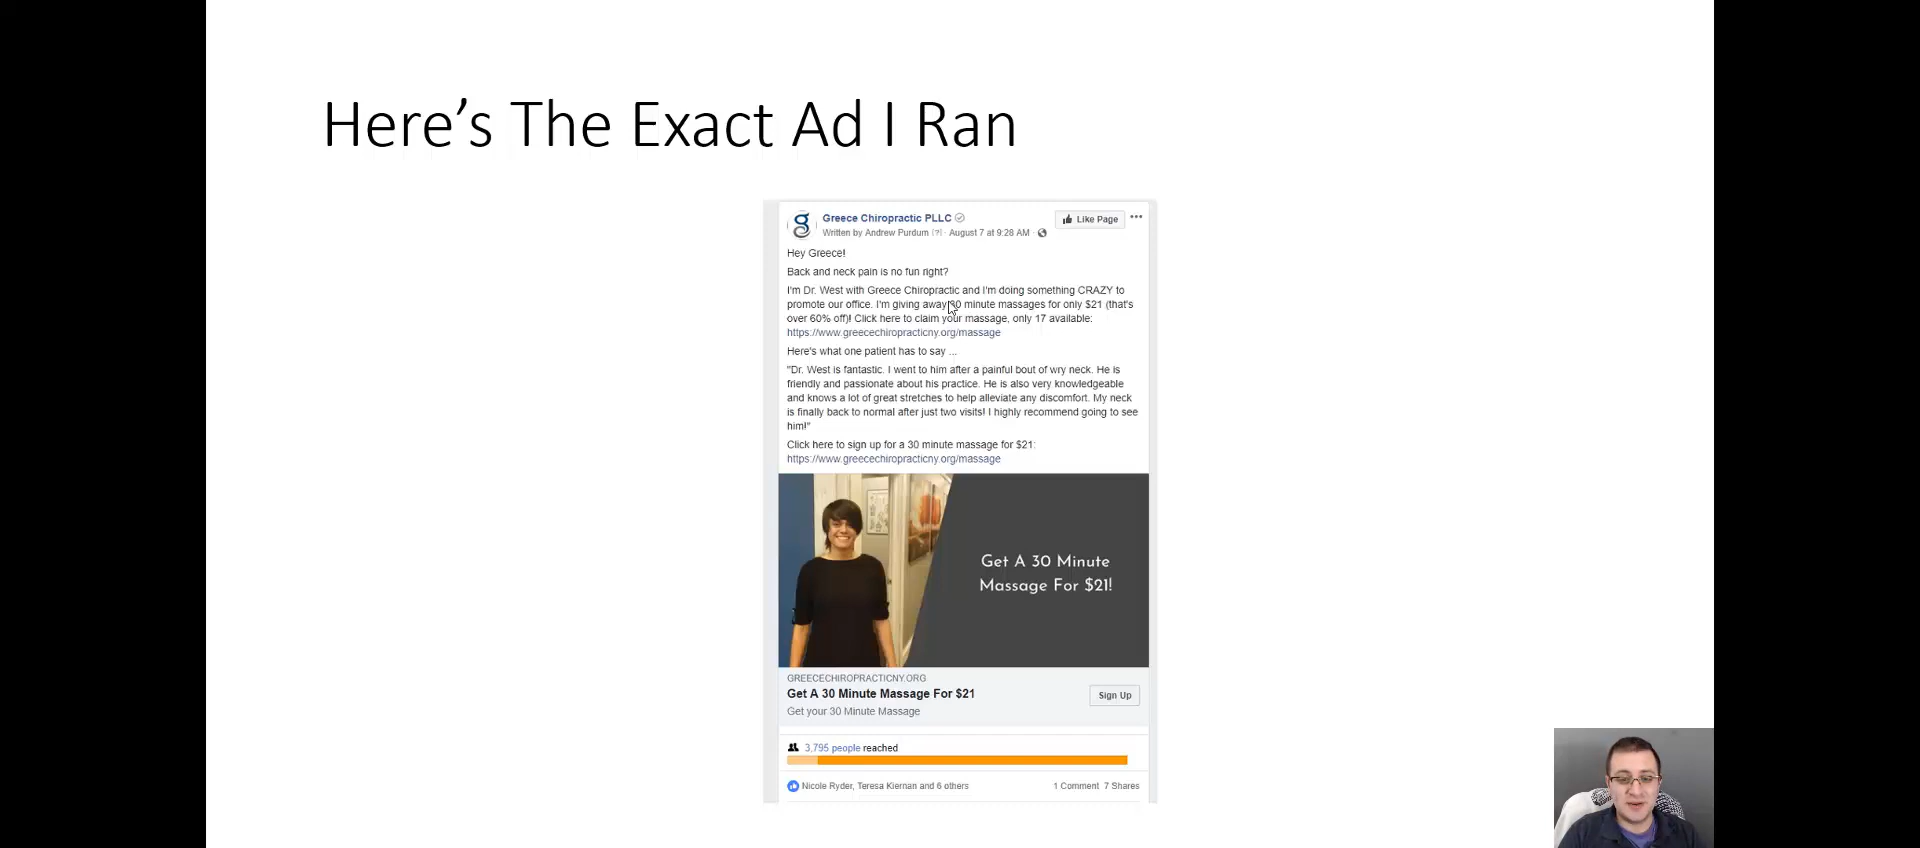 Here's The Exact Ad I Ran
g
Greece Chiropractic PLLC
Like Page
Written by Andrew Purdum [?] · August 7 at 9:28 AM ·
Hey Greece!
Back and neck pain is no fun right?
I'm Dr. West with Greece Chiropractic and I'm doing something CRAZY to
promote our office. I'm giving away 30 minute massages for only $21 (that's
over 60% off)! Click here to claim your massage, only 17 available:
https://www.greecechiropracticny.org/massage
Here's what one patient has to say ...
"Dr. West is fantastic. I went to him after a painful bout of wry neck. He is
friendly and passionate about his practice. He is also very knowledgeable
and knows a lot of great stretches to help alleviate any discomfort. My neck
is finally back to normal after just two visits! I highly recommend going to see
him!"
Click here to sign up for a 30 minute massage for $21:
https://www.greecechiropracticny.org/massage
Get A 30 Minute
Massage For $21!
GREECECHIROPRACTICNY.ORG
Get A 30 Minute Massage For $21
Get your 30 Minute Massage
Sign Up
3,795 people reached
Nicole Ryder, Teresa Kiernan and 6 others
1 Comment 7 Shares